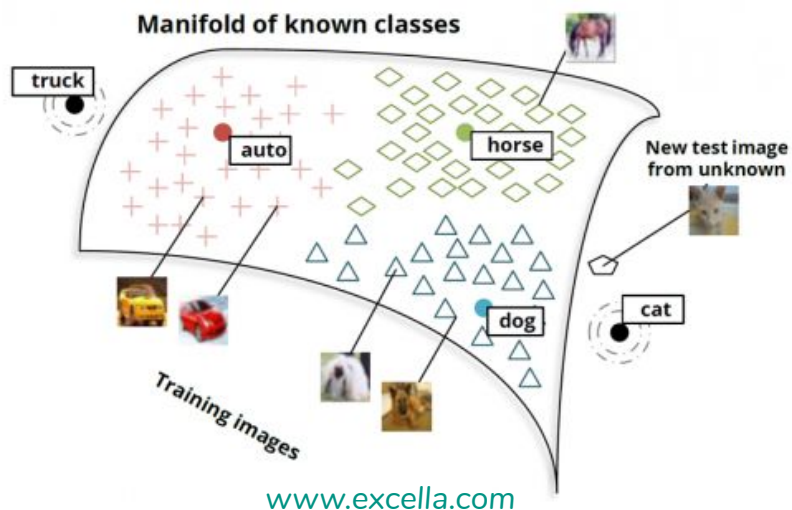 Manifold of known classes
truck
auto
horse
New test image
from unknown
dog
cat
Training images
www.excella.com